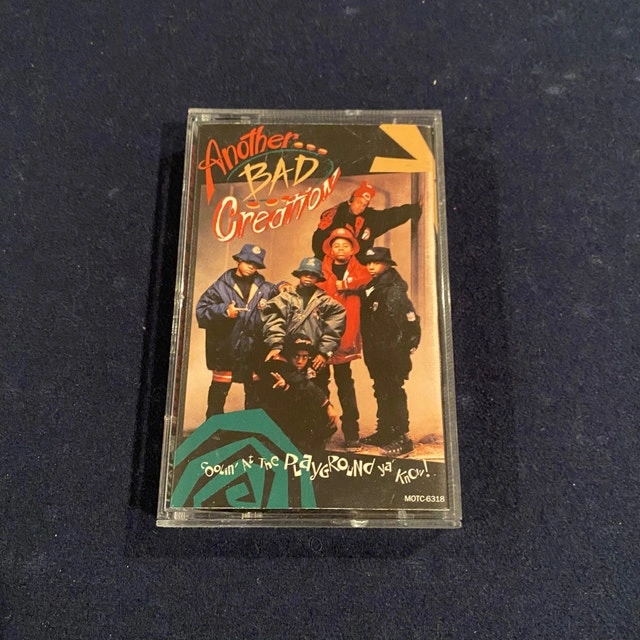 Another...
BAD
Creation
Coolin' At The PLAYGROUND ya' Know!
MOTC-6318